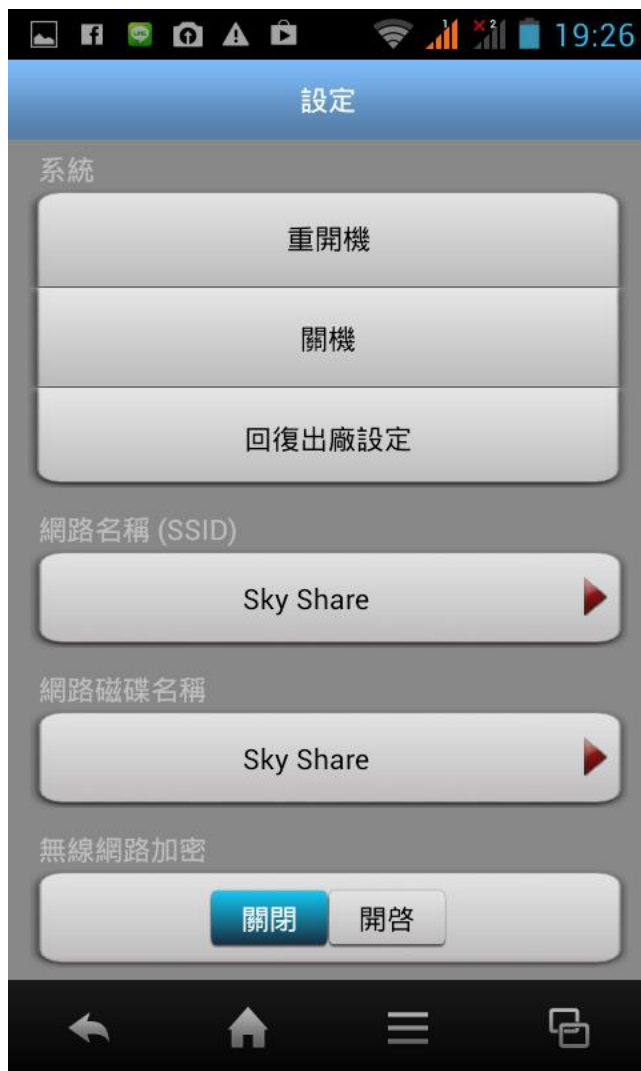 19:26
設定
系統
重開機
關機
回復出廠設定
網路名稱 (SSID)
Sky Share
網路磁碟名稱
Sky Share
無線網路加密
關閉 開啓